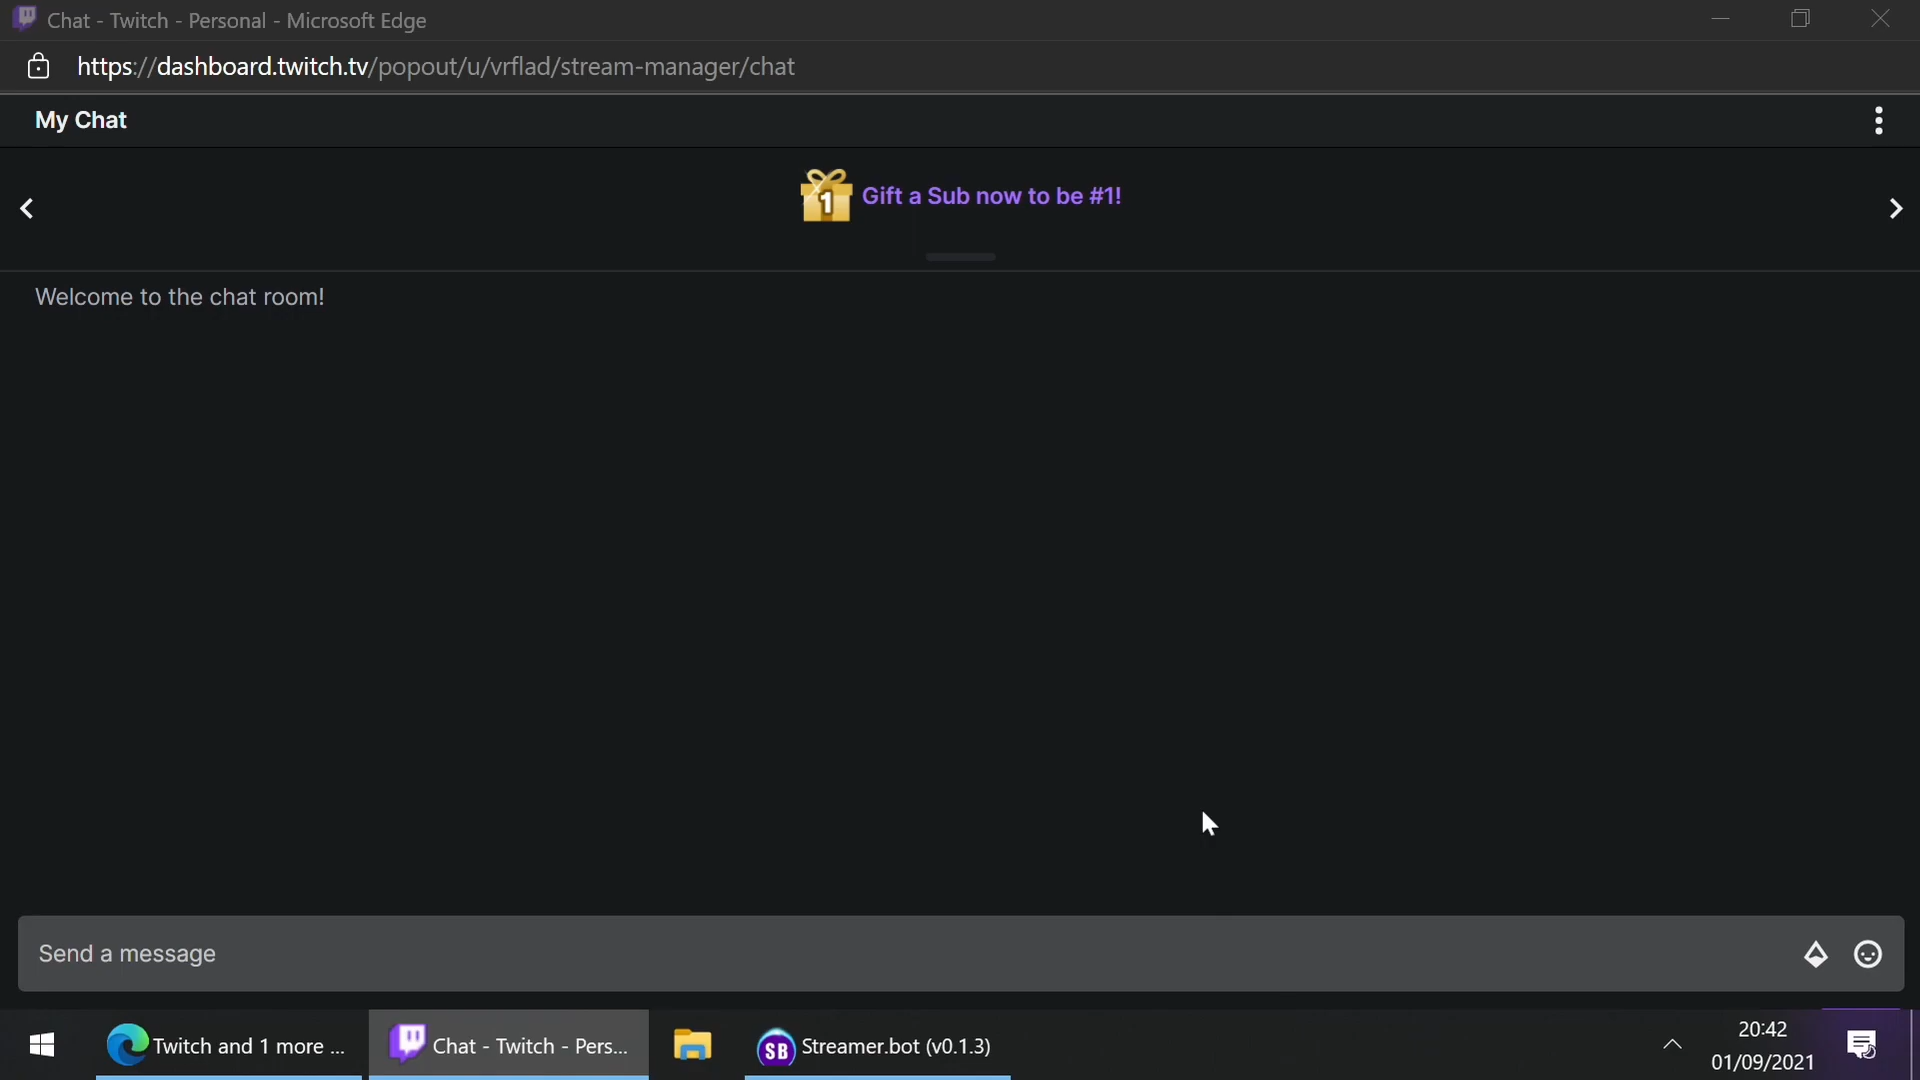 Chat - Twitch - Personal - Microsoft Edge
https://dashboard.twitch.tv/popout/u/vrflad/stream-manager/chat
My Chat
1 Gift a Sub now to be #1!
Welcome to the chat room!
Send a message
Twitch and 1 more ...
Chat - Twitch - Pers...
SB Streamer.bot (v0.1.3)
20:42
01/09/2021